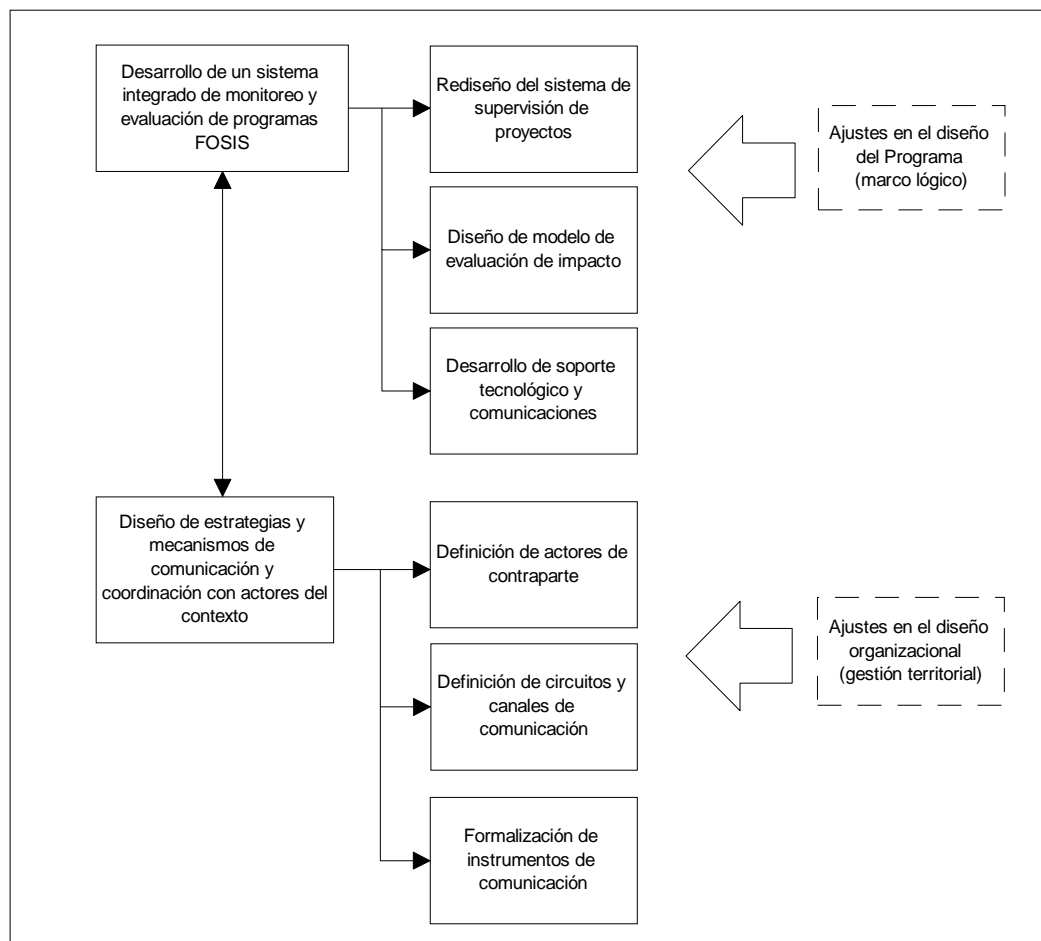 Desarrollo de un sistema
integrado de monitoreo y
evaluación de programas
FOSIS
Rediseño del sistema de
supervisión de
proyectos
Ajustes en el diseño
del Programa
(marco lógico)
Diseño de modelo de
evaluación de impacto
Desarrollo de soporte
tecnológico y
comunicaciones
Diseño de estrategias y
mecanismos de
comunicación y
coordinación con actores del
contexto
Definición de actores de
contraparte
Ajustes en el diseño
organizacional
(gestión territorial)
Definición de circuitos y
canales de
comunicación
Formalización de
instrumentos de
comunicación